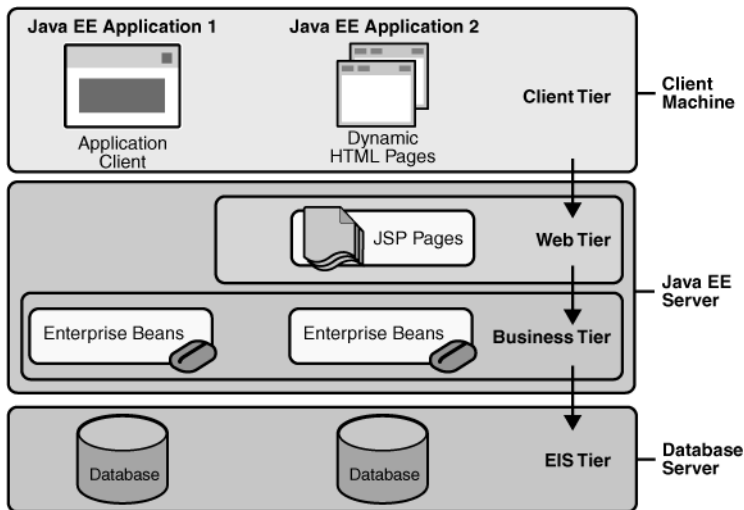 Java EE Application 1
Java EE Application 2
Client Tier
Client
Machine
Application
Client
Dynamic
HTML Pages
JSP Pages
Web Tier
Java EE
Server
Enterprise Beans
Enterprise Beans
Business Tier
Database
Database
EIS Tier
Database
Server